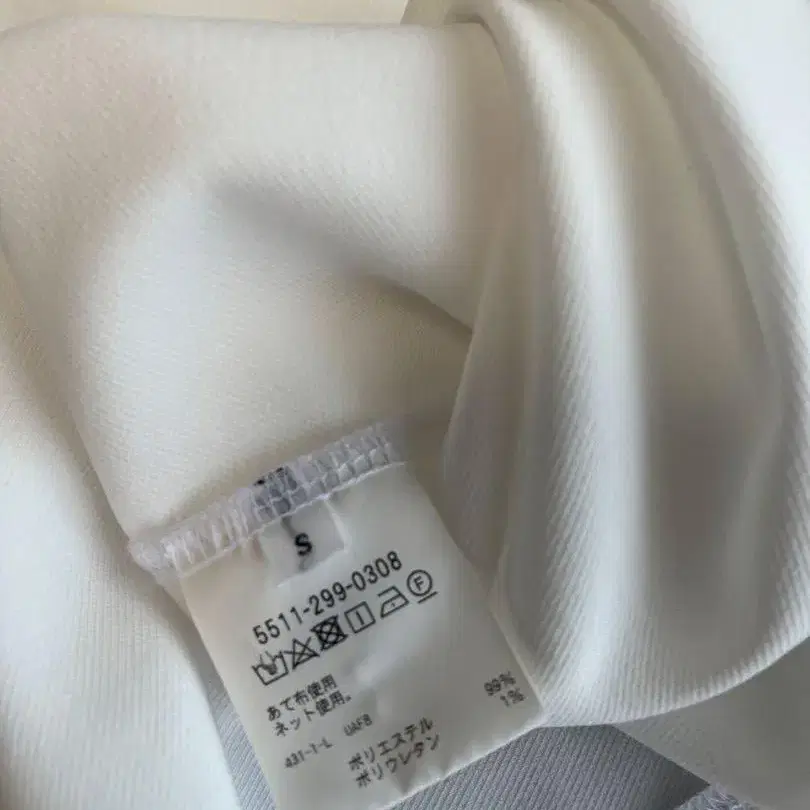 S
5511-299-0308
F
あて布使用
ネット使用。
431-1-L UAFB
ポリエステル 99%
ポリウレタン 1%